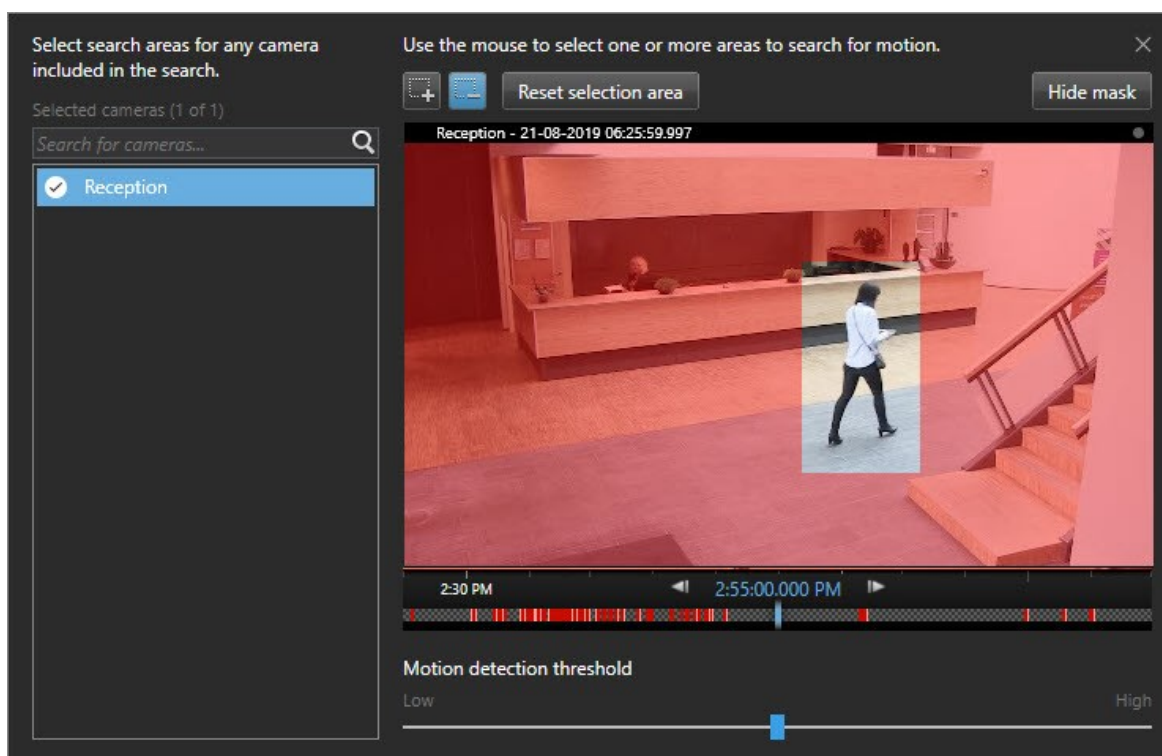 Select search areas for any camera
included in the search.
Selected cameras (1 of 1)
Search for cameras...
Reception
Use the mouse to select one or more areas to search for motion.
Reset selection area
Hide mask
Reception - 21-08-2019 06:25:59.997
2:30 PM
2:55:00.000 PM
Motion detection threshold
Low
High